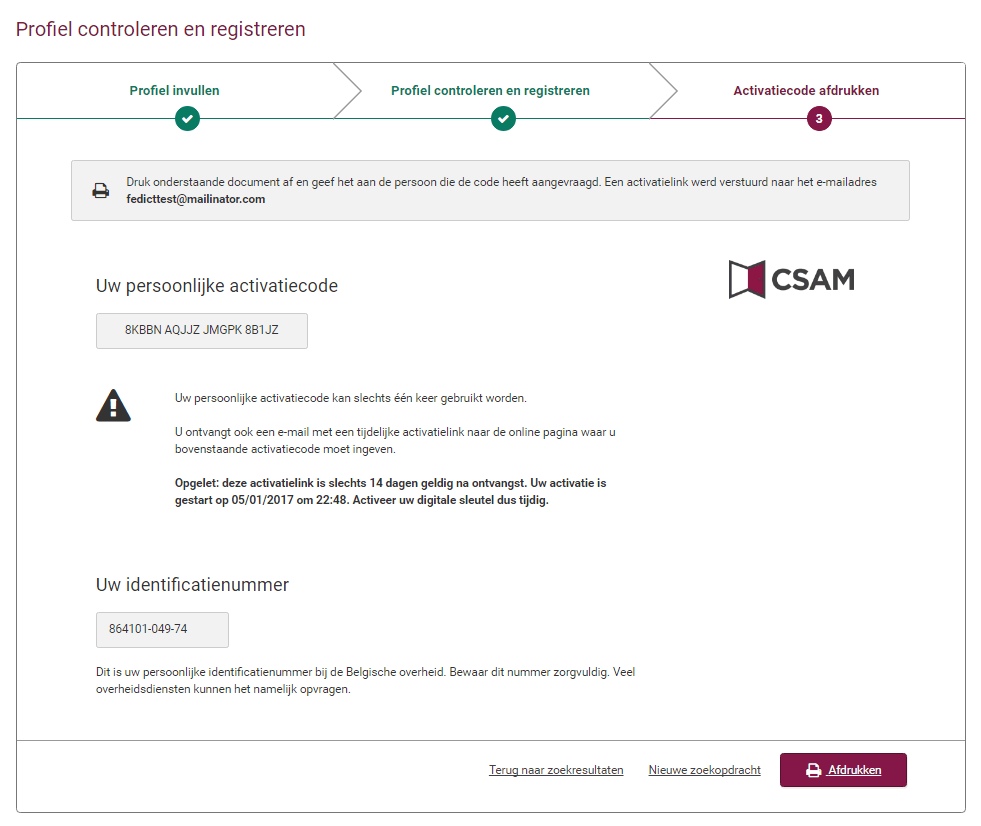 Profiel controleren en registreren
Profiel invullen
Profiel controleren en registreren
Activatiecode afdrukken
3
Druk onderstaande document af en geef het aan de persoon die de code heeft aangevraagd. Een activatielink werd verstuurd naar het e-mailadres
fedicttest@mailinator.com
CSAM
Uw persoonlijke activatiecode
8KBBN AQJJZ JMGPK 8B1JZ
Uw persoonlijke activatiecode kan slechts één keer gebruikt worden.
U ontvangt ook een e-mail met een tijdelijke activatielink naar de online pagina waar u
bovenstaande activatiecode moet ingeven.
Opgelet: deze activatielink is slechts 14 dagen geldig na ontvangst. Uw activatie is
gestart op 05/01/2017 om 22:48. Activeer uw digitale sleutel dus tijdig.
Uw identificatienummer
864101-049-74
Dit is uw persoonlijke identificatienummer bij de Belgische overheid. Bewaar dit nummer zorgvuldig. Veel
overheidsdiensten kunnen het namelijk opvragen.
Terug naar zoekresultaten
Nieuwe zoekopdracht
Afdrukken